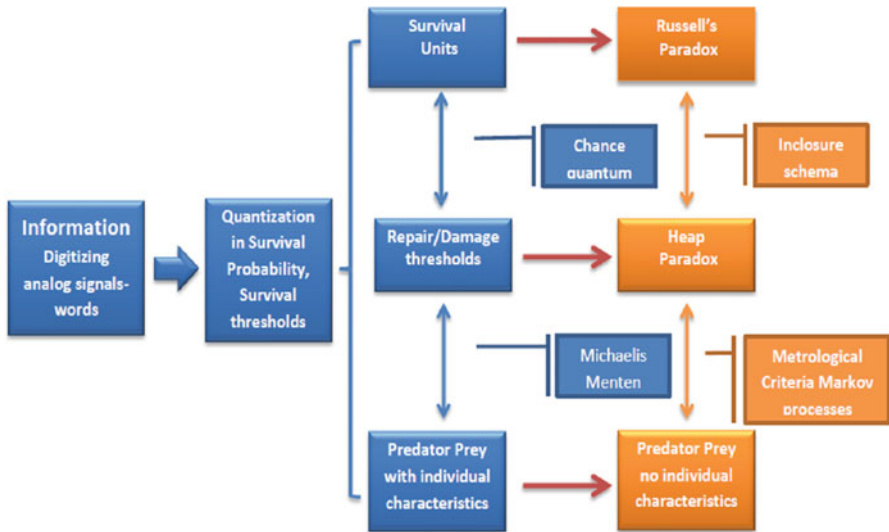 Survival
Units
Russell's
Paradox
Chance
quantum
Inclosure
schema
Information
Digitizing
analog signals-
words
Quantization
in Survival
Probability,
Survival
thresholds
Repair/Damage
thresholds
Heap
Paradox
Michaelis
Menten
Metrological
Criteria Markov
processes
Predator Prey
with individual
characteristics
Predator Prey
no individual
characteristics